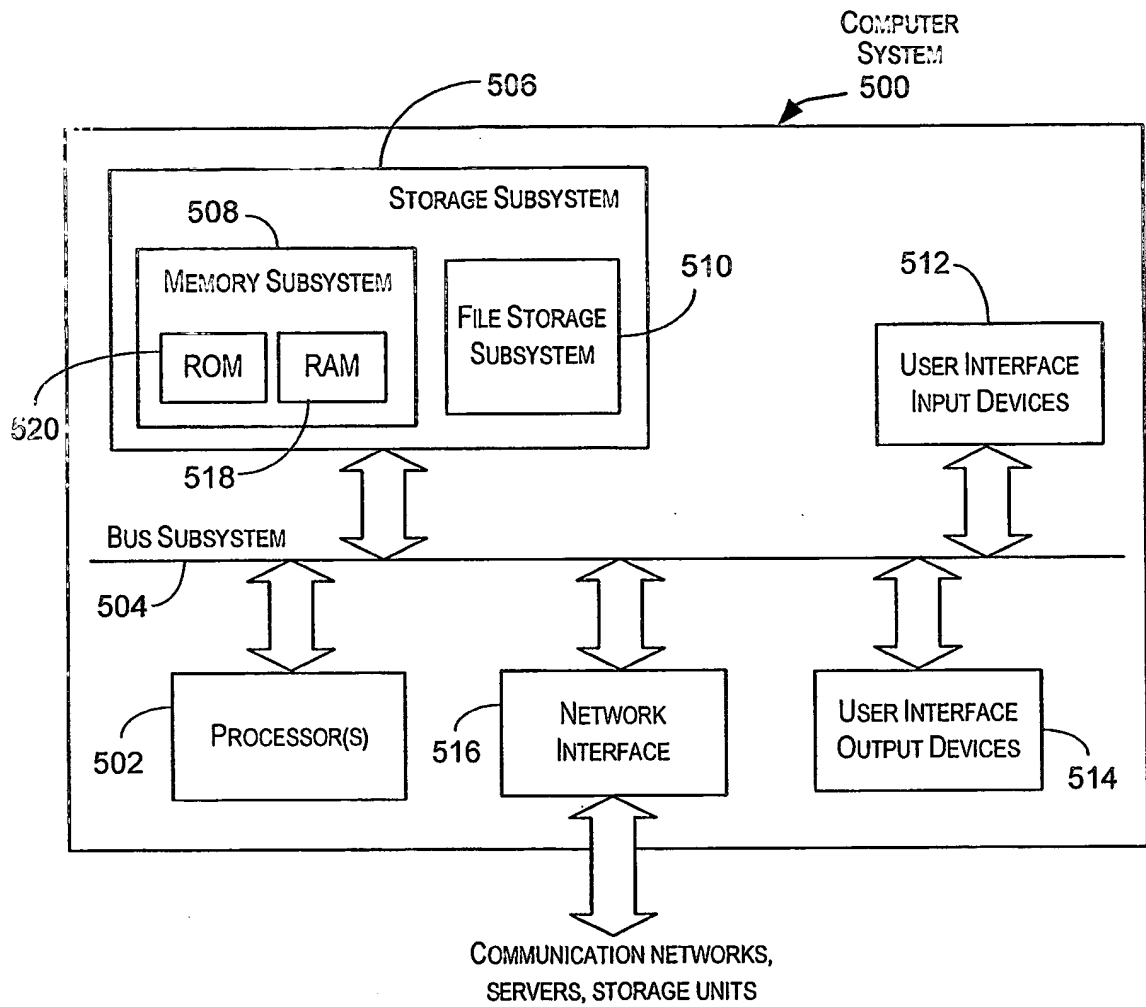 COMPUTER
SYSTEM
500
506
STORAGE SUBSYSTEM
508
MEMORY SUBSYSTEM
510
FILE STORAGE
SUBSYSTEM
ROM
RAM
520
518
512
USER INTERFACE
INPUT DEVICES
BUS SUBSYSTEM
504
PROCESSOR(S)
502
NETWORK
INTERFACE
516
USER INTERFACE
OUTPUT DEVICES
514
COMMUNICATION NETWORKS,
SERVERS, STORAGE UNITS